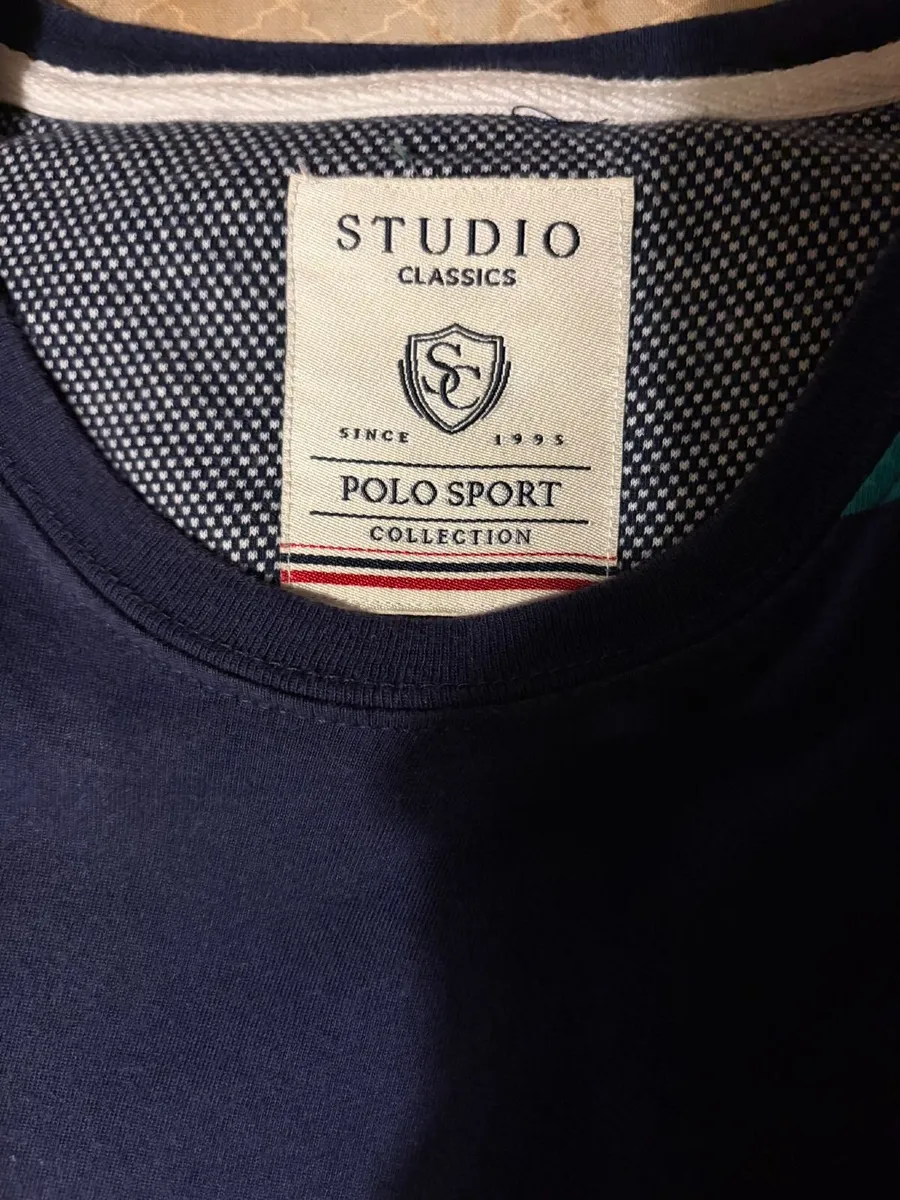 STUDIO
CLASSICS
SC
SINCE 1995
POLO SPORT
COLLECTION